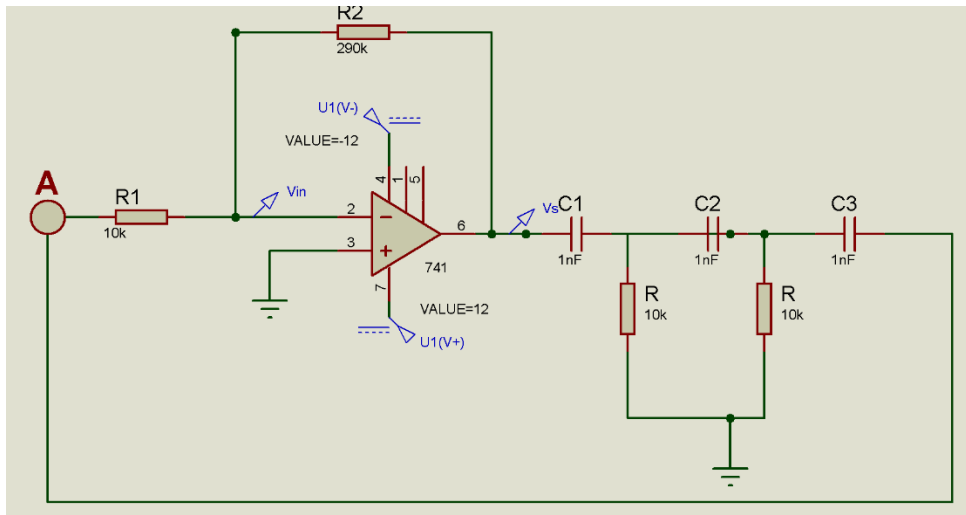 R2
290k
U1(V-)
VALUE=-12
A
R1
10k
Vin
4
1
5
2
3
6
7
741
Vs
C1
1nF
C2
1nF
C3
1nF
R
10k
R
10k
VALUE=12
U1(V+)